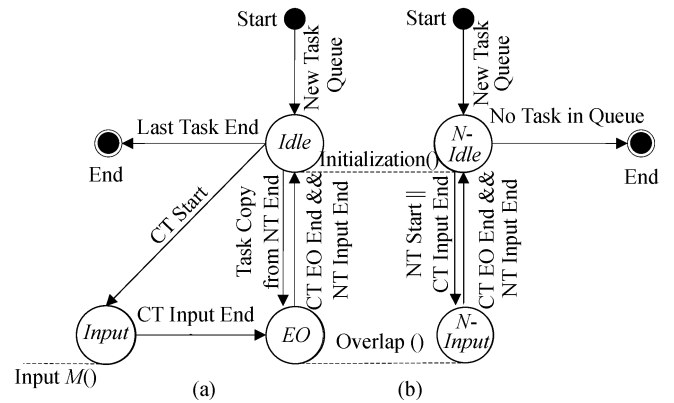 Start
New Task
Queue
Last Task End
End
Idle
Initialization()
CT Start
Task Copy
from NT End
CT EO End &&
NT Input End
Input
CT Input End
EO
Overlap ()
Input M()
(a)
Start
New Task
Queue
N-
Idle
No Task in Queue
End
NT Start ||
CT Input End
CT EO End &&
NT Input End
N-
Input
(b)